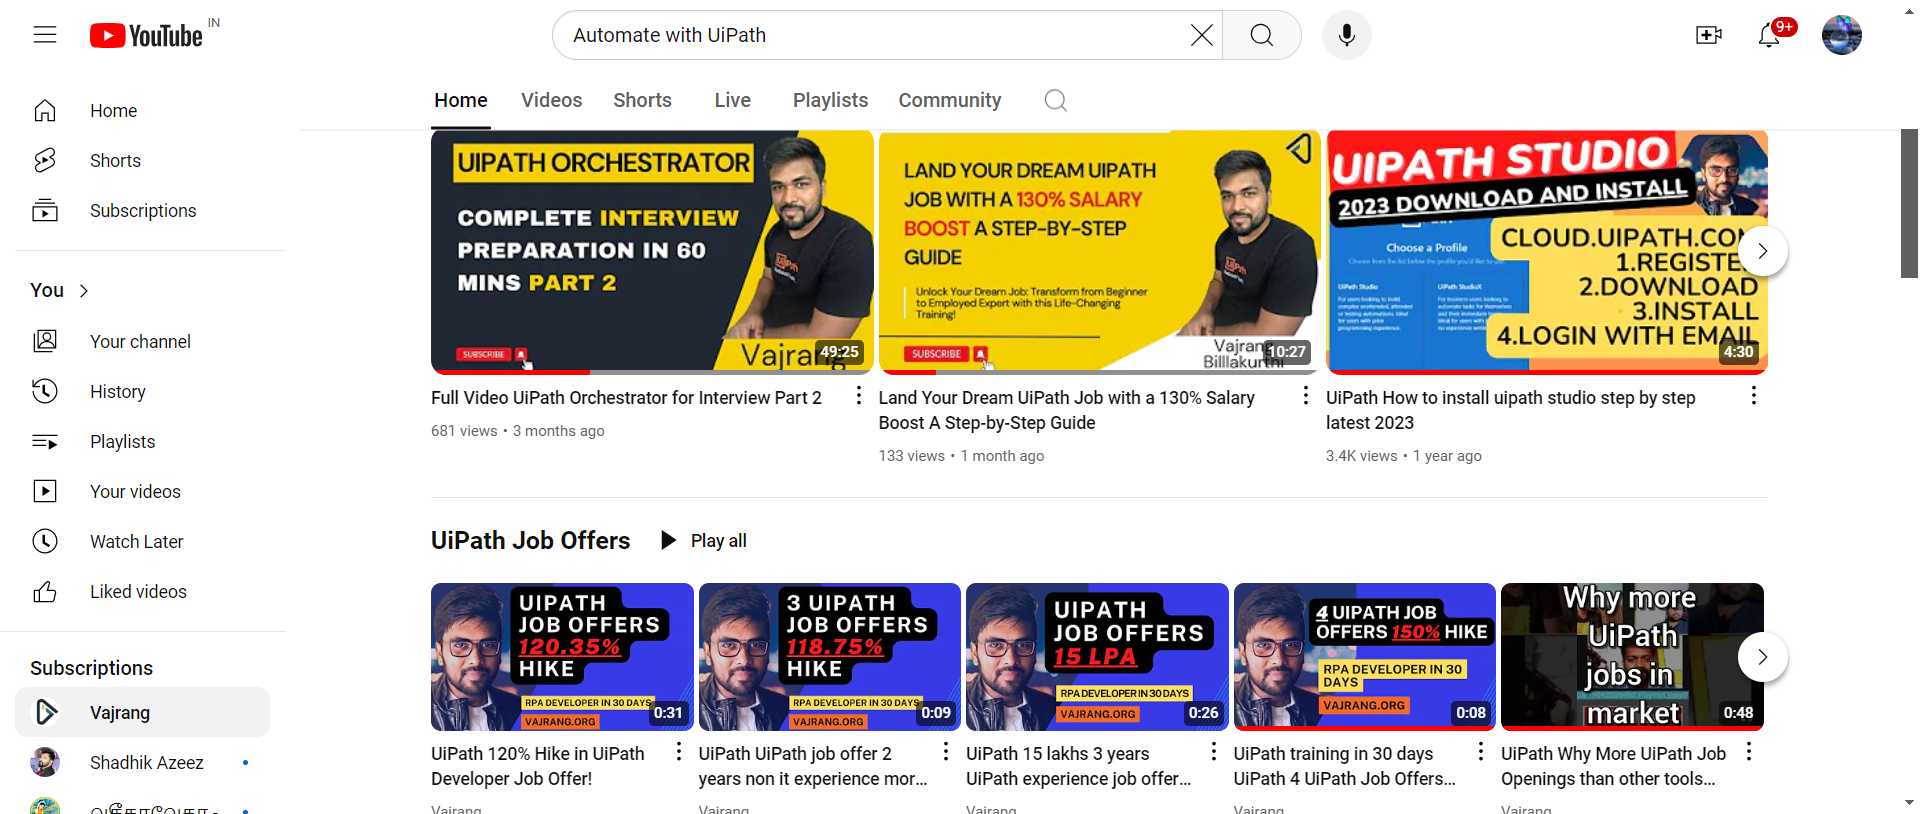 YouTube
IN
Automate with UiPath
9+
Home
Shorts
Subscriptions
You
Your channel
History
Playlists
Your videos
Watch Later
Liked videos
Subscriptions
Vajrang
Shadhik Azeez
Home
Videos
Shorts
Live
Playlists
Community
UIPATH ORCHESTRATOR
COMPLETE INTERVIEW
PREPARATION IN 60
MINS PART 2
SUBSCRIBE
Vajrang
49:25
Full Video UiPath Orchestrator for Interview Part 2
681 views • 3 months ago
LAND YOUR DREAM UIPATH
JOB WITH A 130% SALARY
BOOST A STEP-BY-STEP
GUIDE
Unlock Your Dream Job: Transform from Beginner
to Employed Expert with this Life-Changing
Training!
SUBSCRIBE
Vajrang
Billlakurthi
10:27
Land Your Dream UiPath Job with a 130% Salary
Boost A Step-by-Step Guide
133 views • 1 month ago
UIPATH STUDIO
2023 DOWNLOAD AND INSTALL
Choose a Profile
UiPath Studio
UiPath StudioX
CLOUD.UIPATH.COM
1.REGISTER
2.DOWNLOAD
3.INSTALL
4.LOGIN WITH EMAIL
4:30
UiPath How to install uipath studio step by step
latest 2023
3.4K views • 1 year ago
UiPath Job Offers
Play all
UIPATH
JOB OFFERS
120.35%
HIKE
RPA DEVELOPER IN 30 DAYS
VAJRANG.ORG
0:31
UiPath 120% Hike in UiPath
Developer Job Offer!
Vajrang
3 UIPATH
JOB OFFERS
118.75%
HIKE
RPA DEVELOPER IN 30 DAYS
VAJRANG.ORG
0:09
UiPath UiPath job offer 2
years non it experience mor...
Vajrang
UIPATH
JOB OFFERS
15 LPA
RPA DEVELOPER IN 30 DAYS
VAJRANG.ORG
0:26
UiPath 15 lakhs 3 years
UiPath experience job offer...
Vajrang
4 UIPATH JOB
OFFERS 150% HIKE
RPA DEVELOPER IN 30
DAYS
VAJRANG.ORG
0:08
UiPath training in 30 days
UiPath 4 UiPath Job Offers...
Vajrang
Why more
UiPath
jobs in
market
0:48
UiPath Why More UiPath Job
Openings than other tools...
Vajrang